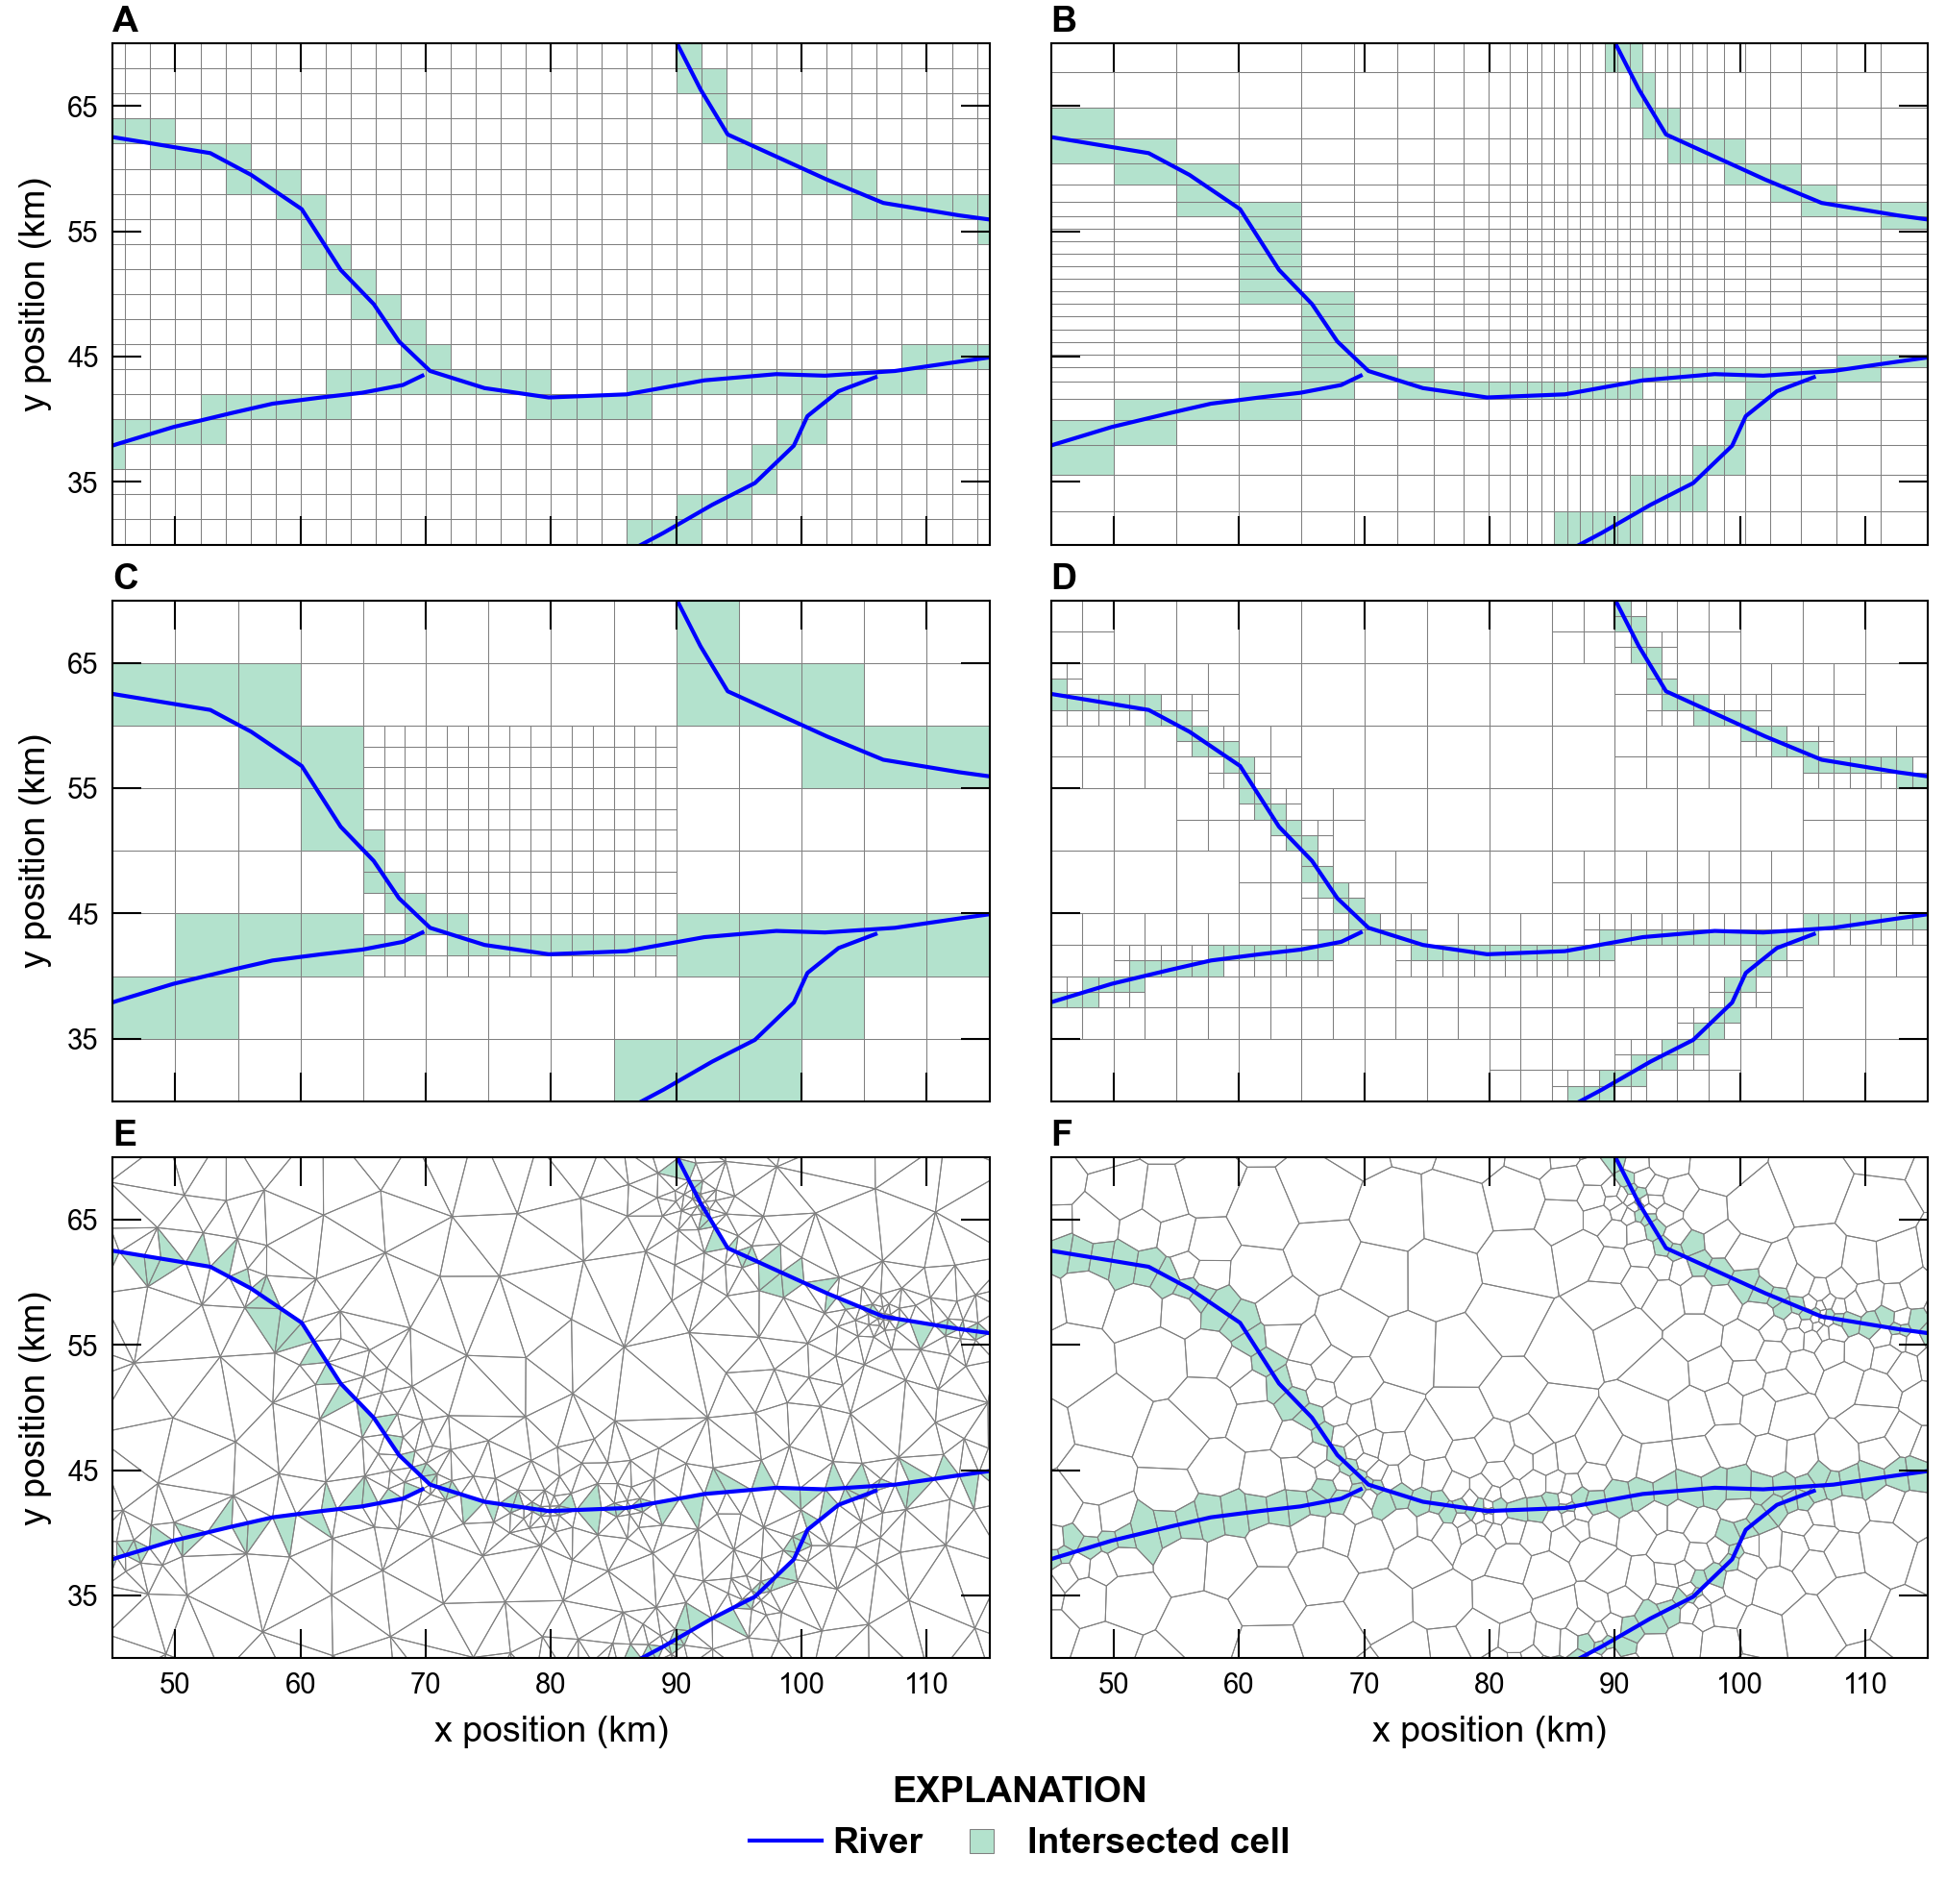 A
B
65
55
45
35
y position (km)
C
D
65
55
45
35
y position (km)
E
F
65
55
45
35
y position (km)
50 60 70 80 90 100 110
50 60 70 80 90 100 110
x position (km)
x position (km)
EXPLANATION
River
Intersected cell